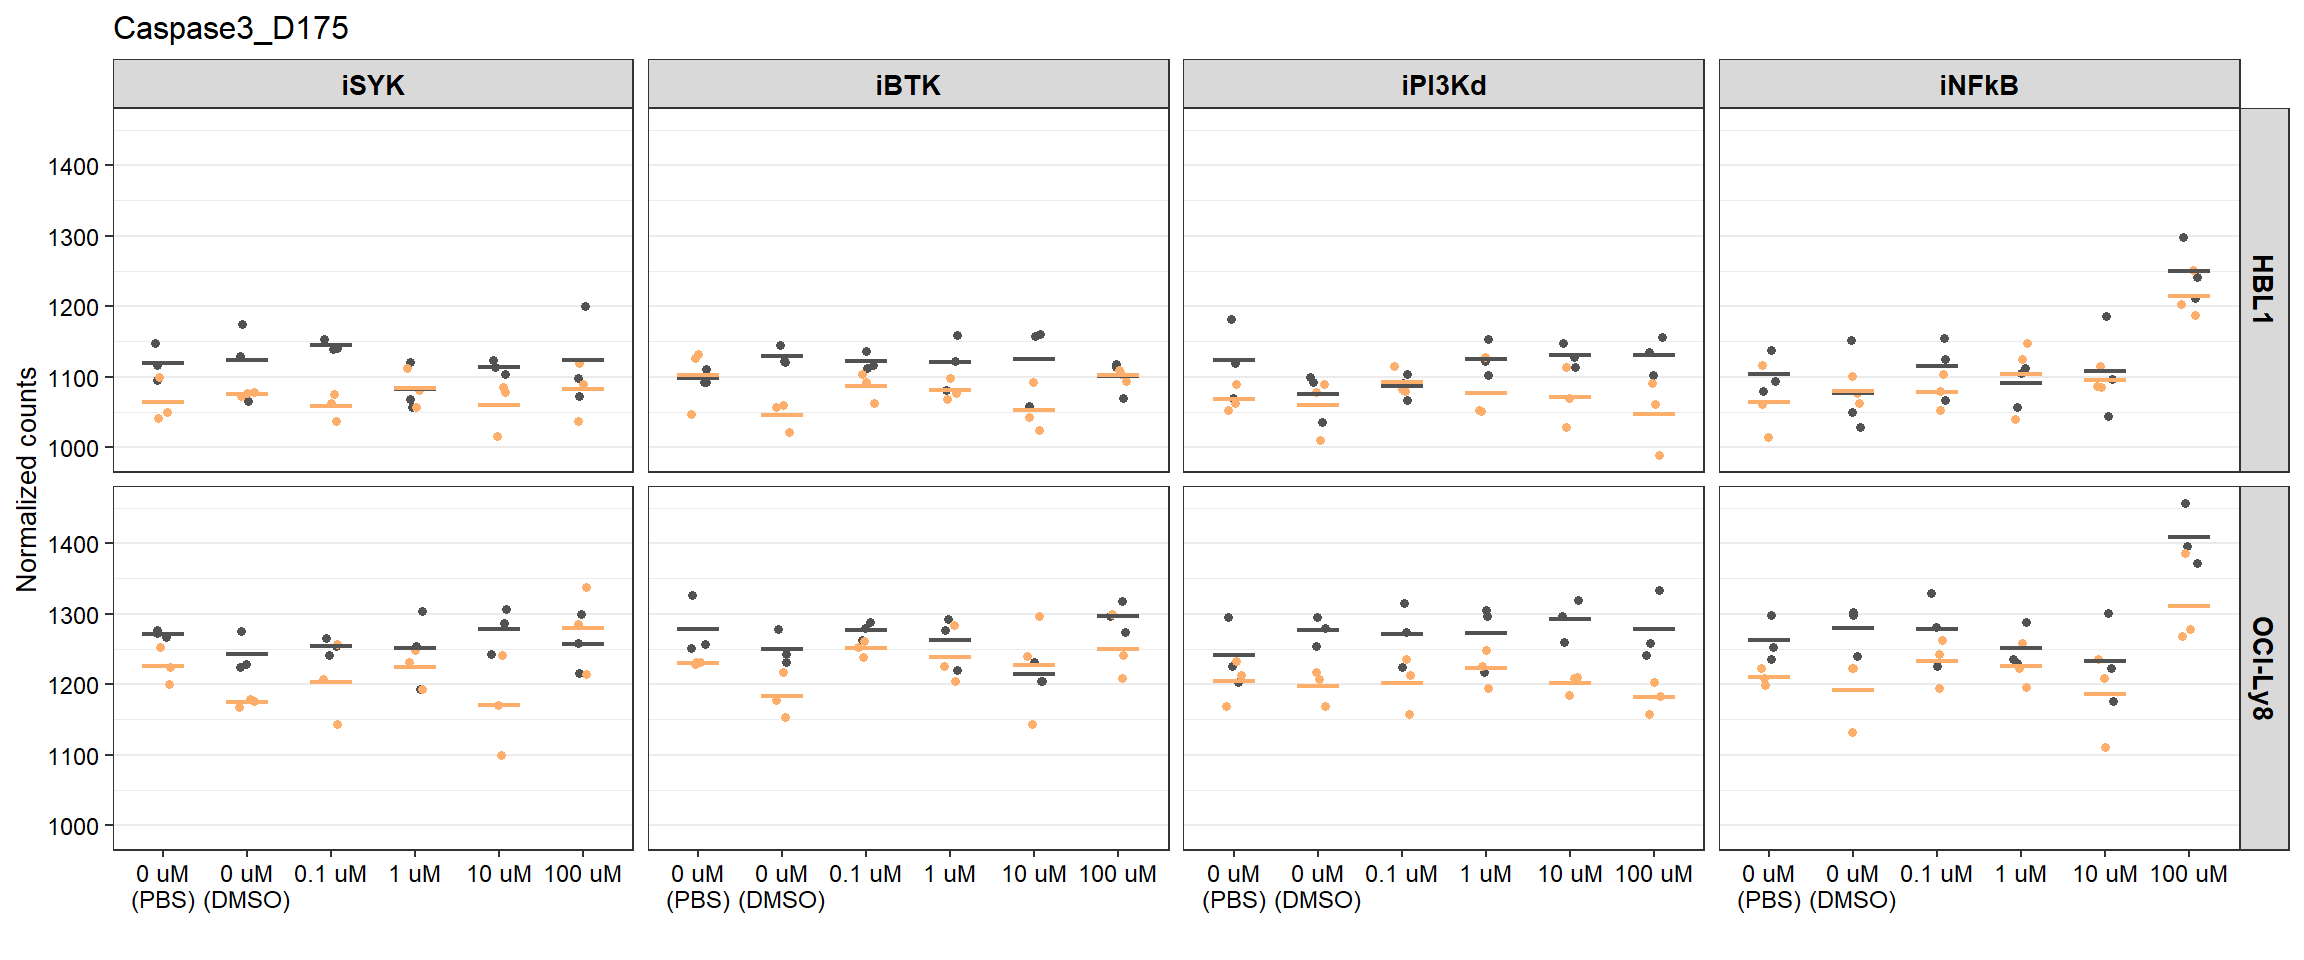 Caspase3_D175
iSYK
iBTK
iPI3Kd
iNFkB
Normalized counts
1400
1300
1200
1100
1000
HBL1
1400
1300
1200
1100
1000
OCI-Ly8
0 uM 0 uM 0.1 uM 1 uM 10 uM 100 uM
(PBS) (DMSO)
0 uM 0 uM 0.1 uM 1 uM 10 uM 100 uM
(PBS) (DMSO)
0 uM 0 uM 0.1 uM 1 uM 10 uM 100 uM
(PBS) (DMSO)
0 uM 0 uM 0.1 uM 1 uM 10 uM 100 uM
(PBS) (DMSO)